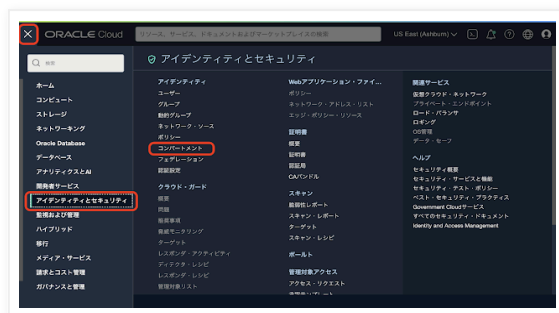 ORACLE Cloud
リソース、サービス、ドキュメントおよびマーケットプレイスの検索
US East (Ashburn)
検索
ホーム
コンピュート
ストレージ
ネットワーキング
Oracle Database
データベース
アナリティクスとAI
開発者サービス
アイデンティティとセキュリティ
監視および管理
ハイブリッド
移行
メディア・サービス
請求とコスト管理
ガバナンスと管理
アイデンティティとセキュリティ
アイデンティティ
ユーザー
グループ
動的グループ
ネットワーク・ソース
ポリシー
コンパートメント
フェデレーション
認証設定
クラウド・ガード
概要
問題
推奨事項
脅威モニタリング
ターゲット
レスポンダ・アクティビティ
ディテクタ・レシピ
レスポンダ・レシピ
管理対象リスト
Webアプリケーション・ファイ...
ポリシー
ネットワーク・アドレス・リスト
エッジ・ポリシー・リソース
証明書
概要
証明書
認証局
CAバンドル
スキャン
脆弱性レポート
スキャン・レポート
ターゲット
スキャン・レシピ
ボールト
管理対象アクセス
アクセス・リクエスト
関連サービス
仮想クラウド・ネットワーク
プライベート・エンドポイント
ロード・バランサ
ロギング
OS管理
データ・セーフ
ヘルプ
セキュリティ概要
セキュリティ・サービスと機能
セキュリティ・テスト・ポリシー
ベスト・セキュリティ・プラクティス
Government Cloudサービス
すべてのセキュリティ・ドキュメント
Identity and Access Management